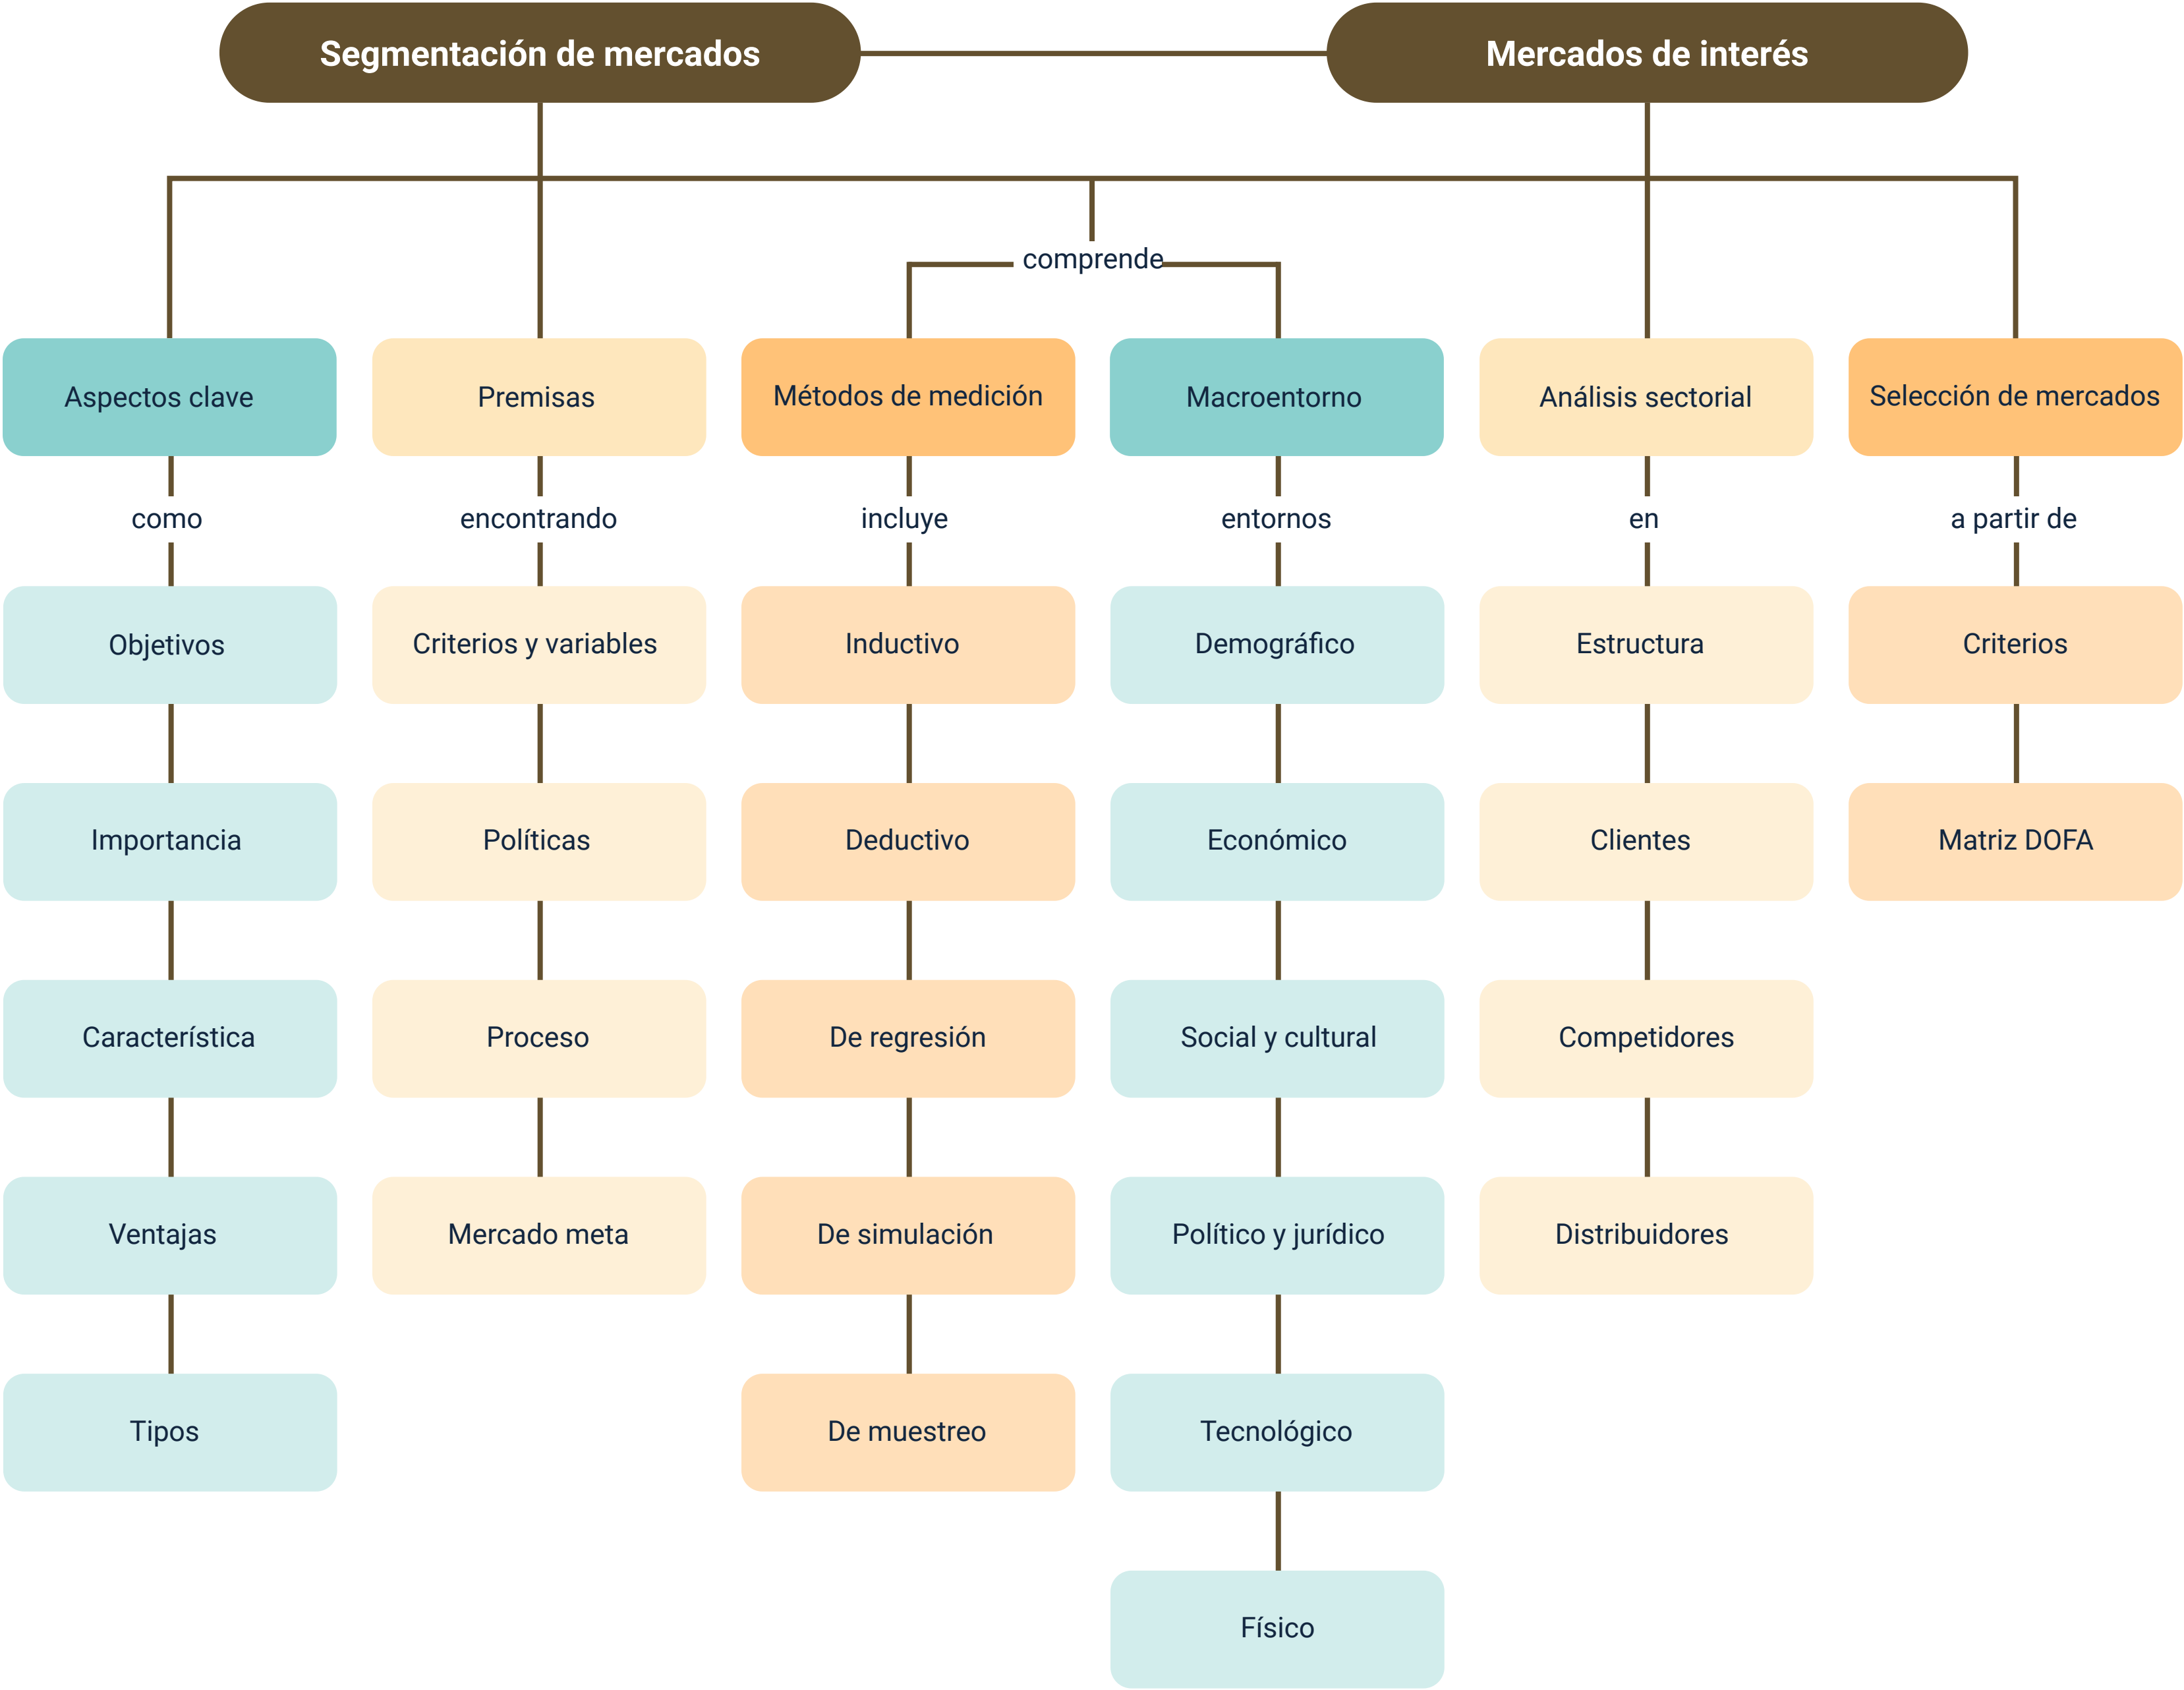 Segmentación de mercados
Mercados de interés
comprende
Aspectos clave
Premisas
Métodos de medición
Macroentorno
Análisis sectorial
Selección de mercados
como
encontrando
incluye
entornos
en
a partir de
Objetivos
Criterios y variables
Inductivo
Demográfico
Estructura
Criterios
Importancia
Políticas
Deductivo
Económico
Clientes
Matriz DOFA
Característica
Proceso
De regresión
Social y cultural
Competidores
Ventajas
Mercado meta
De simulación
Político y jurídico
Distribuidores
Tipos
De muestreo
Tecnológico
Físico